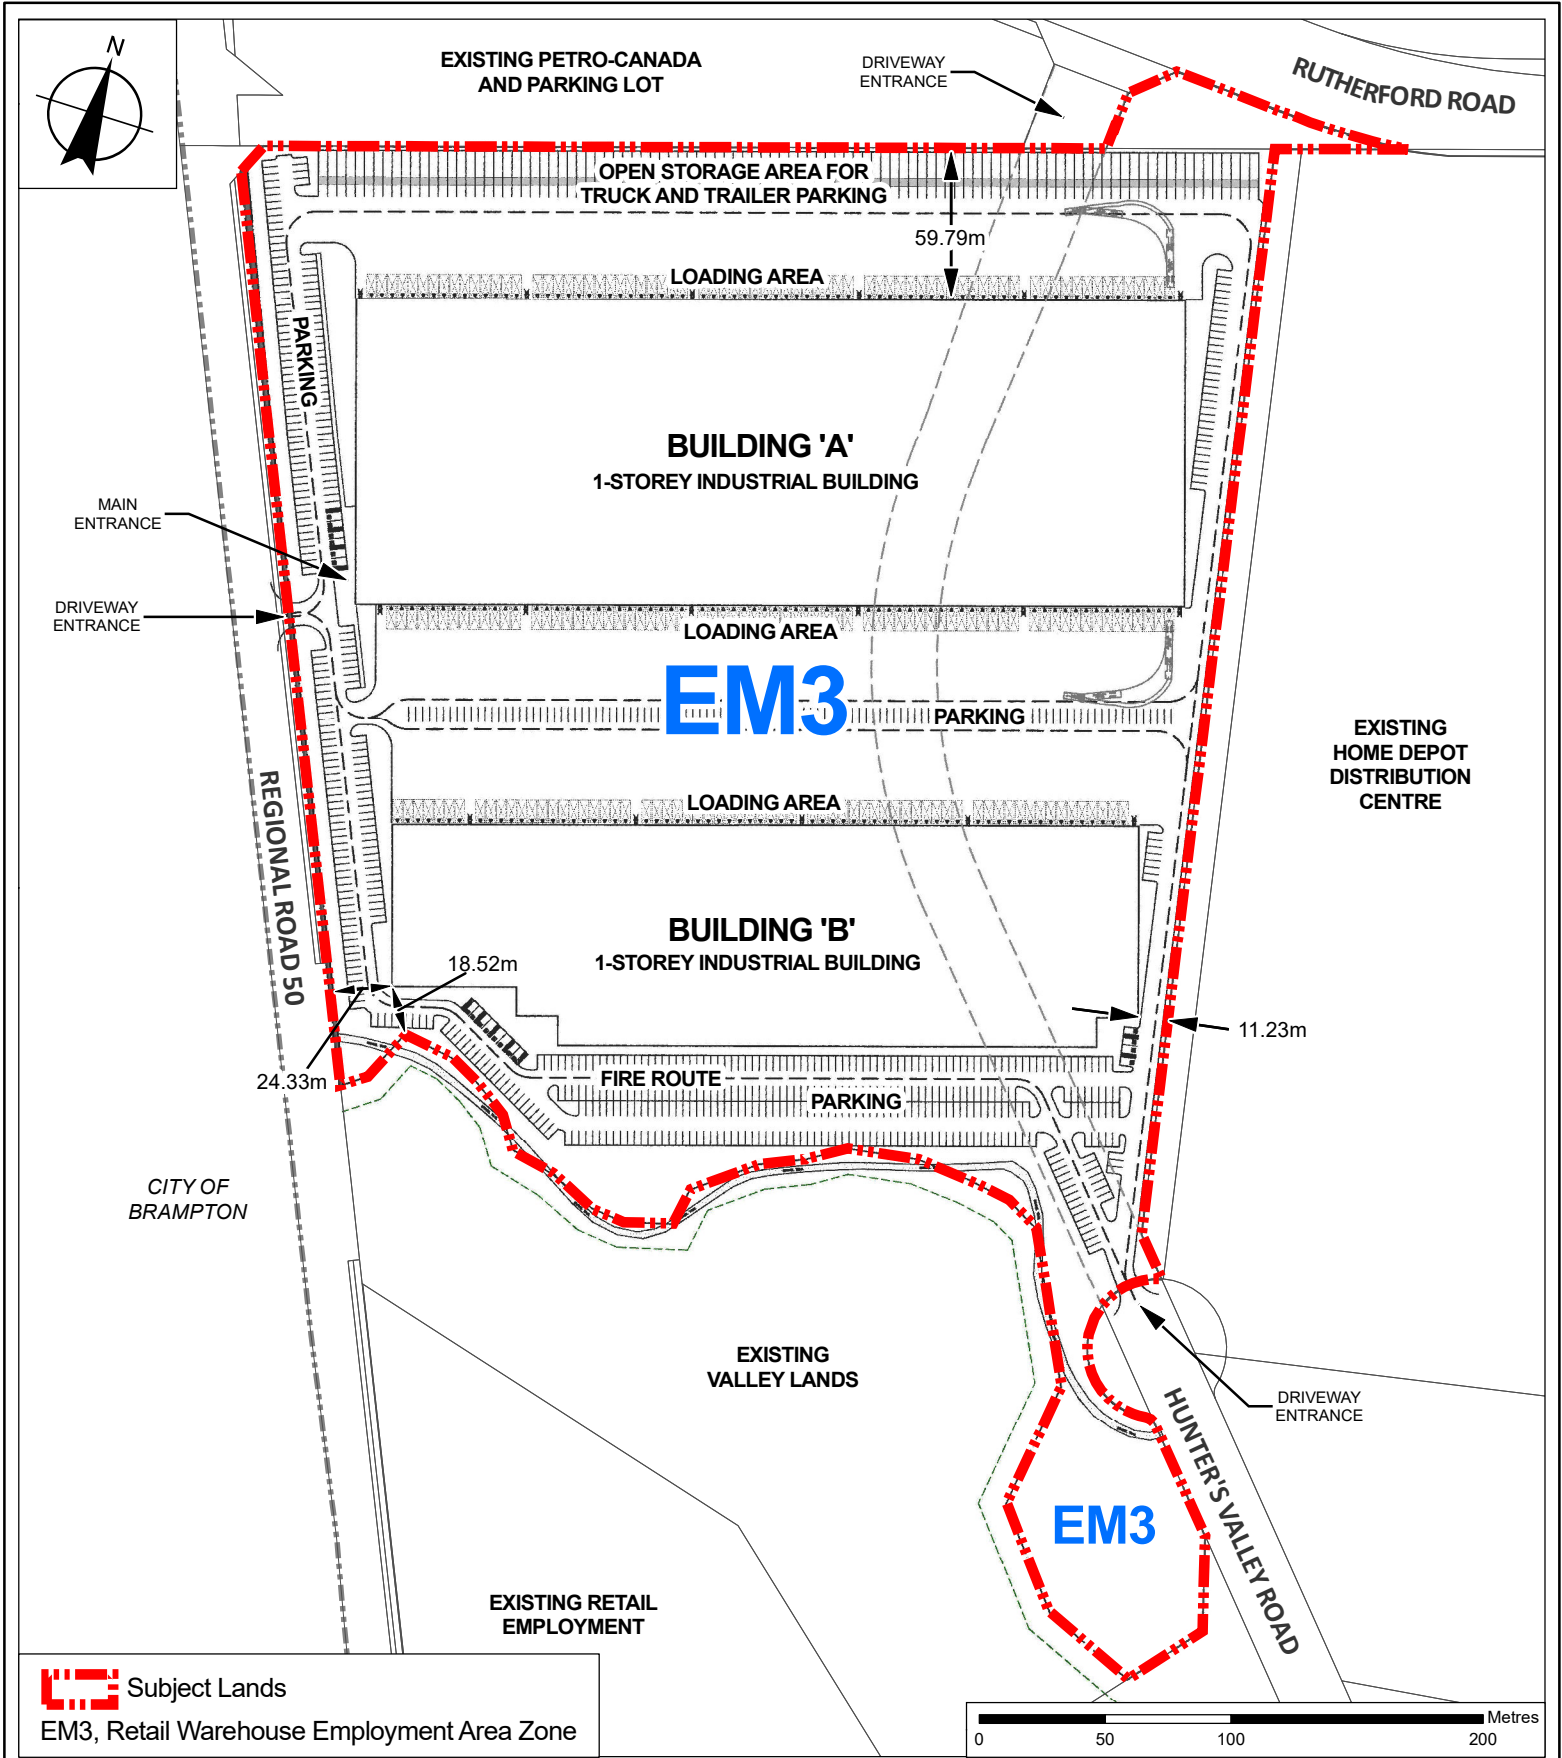 N
EXISTING PETRO-CANADA
AND PARKING LOT
DRIVEWAY
ENTRANCE
RUTHERFORD ROAD
OPEN STORAGE AREA FOR
TRUCK AND TRAILER PARKING
59.79m
LOADING AREA
PARKING
BUILDING 'A'
1-STOREY INDUSTRIAL BUILDING
MAIN
ENTRANCE
DRIVEWAY
ENTRANCE
LOADING AREA
EM3
PARKING
EXISTING
HOME DEPOT
DISTRIBUTION
CENTRE
REGIONAL ROAD 50
LOADING AREA
BUILDING 'B'
1-STOREY INDUSTRIAL BUILDING
18.52m
11.23m
24.33m
FIRE ROUTE
PARKING
CITY OF
BRAMPTON
EXISTING
VALLEY LANDS
DRIVEWAY
ENTRANCE
HUNTER'S VALLEY ROAD
EM3
EXISTING RETAIL
EMPLOYMENT
Subject Lands
EM3, Retail Warehouse Employment Area Zone
Metres
0 50 100 200